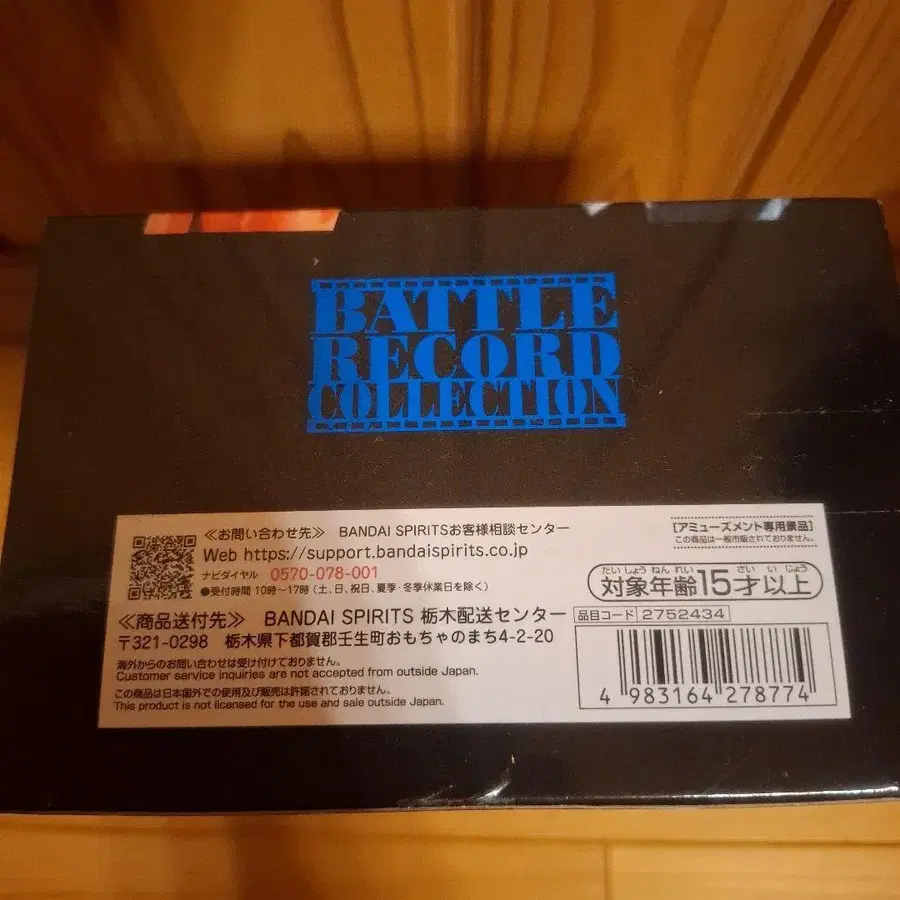 BATTLE
RECORD
COLLECTION
≪お問い合わせ先≫ BANDAI SPIRITSお客様相談センター
Web https://support.bandaispirits.co.jp
ナビダイヤル 0570-078-001
●受付時間 10時～17時(土、日、祝日、夏季・冬季休業日を除く)
≪商品送付先≫ BANDAI SPIRITS 栃木配送センター
〒321-0298 栃木県下都賀郡壬生町おもちゃのまち4-2-20
海外からのお問い合わせは受け付けておりません。
Customer service inquiries are not accepted from outside Japan.
この商品は日本国外での使用及び販売は許諾されておりません。
This product is not licensed for the use and sale outside Japan.
[アミューズメント専用景品]
この商品は一般市販されておりません。
たいしょうねんれい さい いじょう
対象年齢15才以上
品目コード 2752434
4 983164 278774